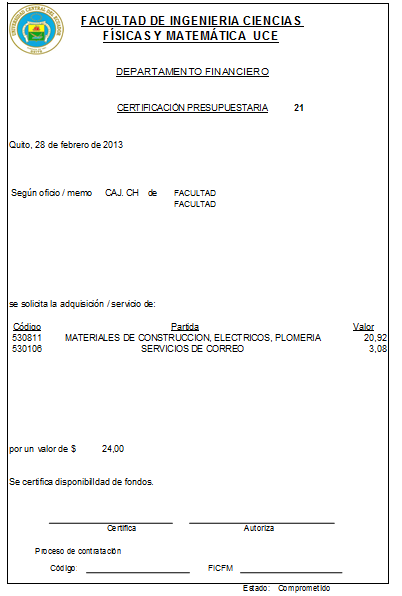 FACULTAD DE INGENIERIA CIENCIAS
FÍSICAS Y MATEMÁTICA UCE
DEPARTAMENTO FINANCIERO
CERTIFICACIÓN PRESUPUESTARIA 21
Quito, 28 de febrero de 2013
Según oficio / memo CAJ. CH de FACULTAD
FACULTAD
se solicita la adquisición / servicio de:
Código Partida Valor
530811 MATERIALES DE CONSTRUCCION, ELECTRICOS, PLOMERIA 20,92
530106 SERVICIOS DE CORREO 3,08
por un valor de $ 24,00
Se certifica disponibilidad de fondos.
Certifica Autoriza
Proceso de contratación
Código: FICFM
Estado: Comprometido